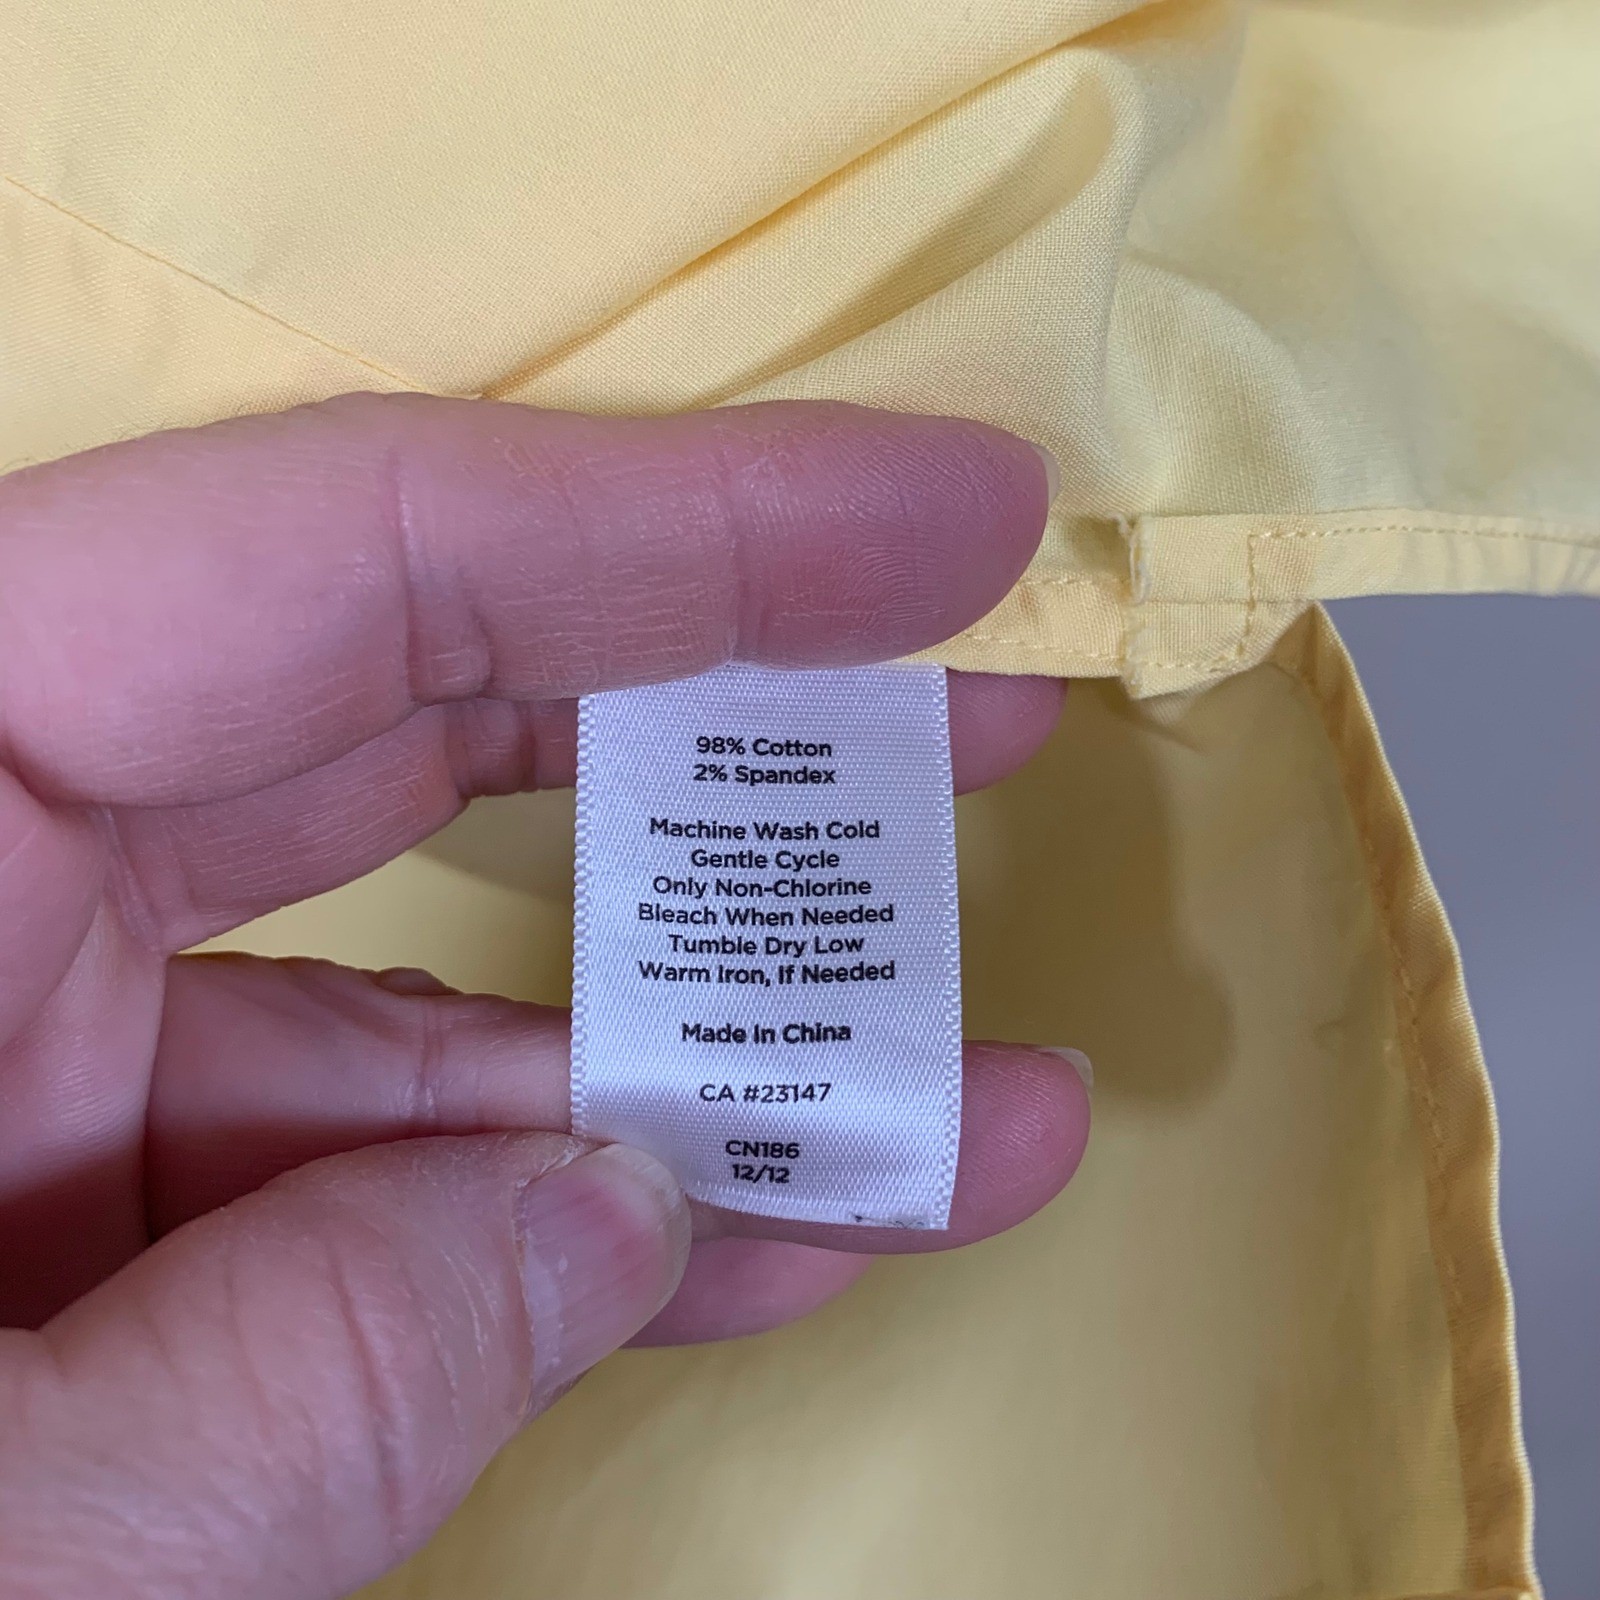 98% Cotton
2% Spandex
Machine Wash Cold
Gentle Cycle
Only Non-Chlorine
Bleach When Needed
Tumble Dry Low
Warm Iron, If Needed
Made In China
CA #23147
CN186
12/12